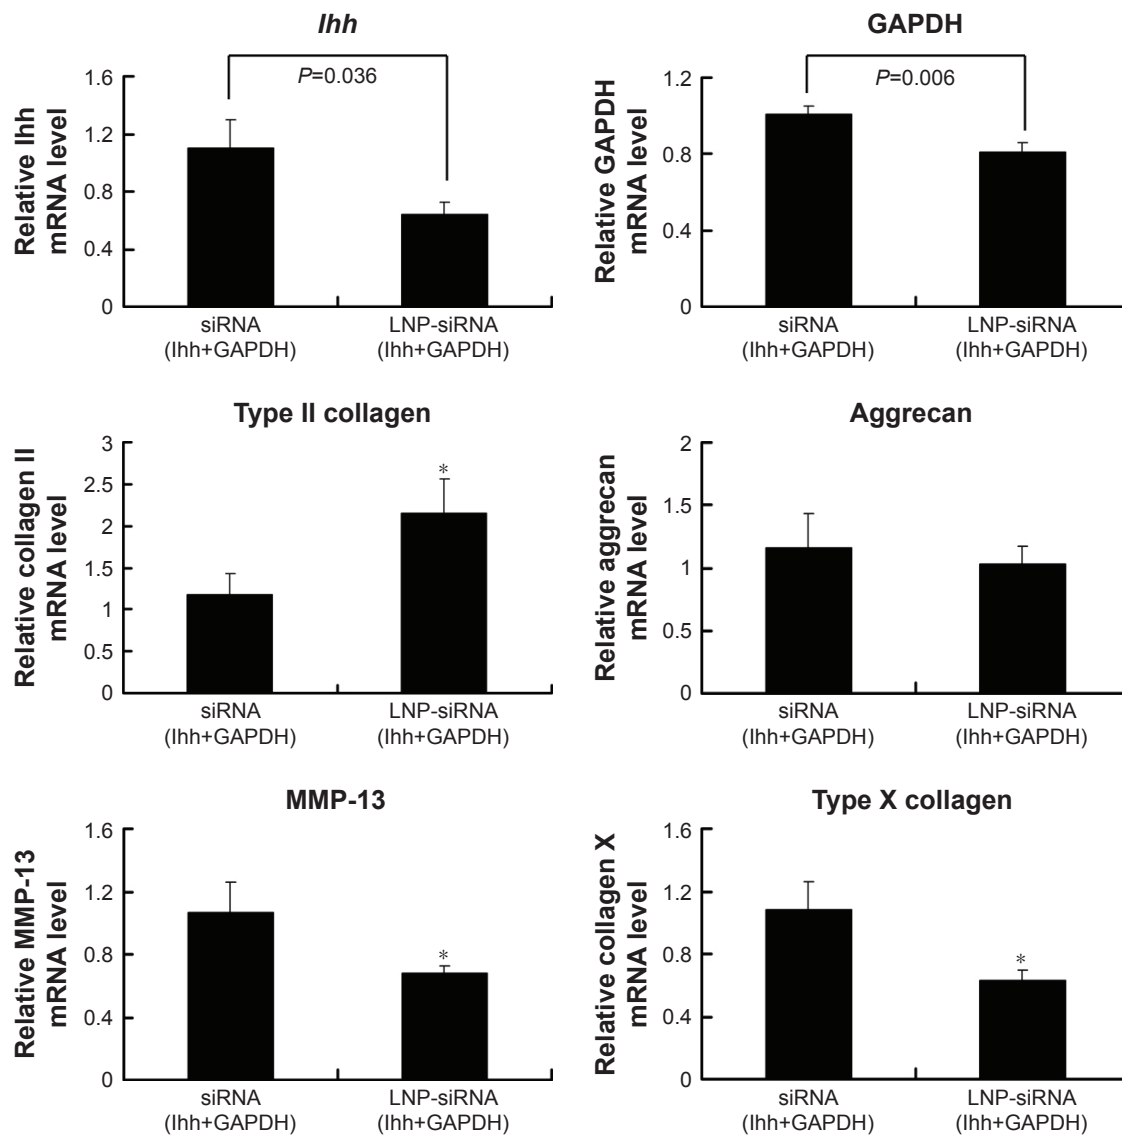 Ihh
P=0.036
Relative Ihh
mRNA level
1.6
1.2
0.8
0.4
0
siRNA
(Ihh+GAPDH)
LNP-siRNA
(Ihh+GAPDH)
GAPDH
P=0.006
Relative GAPDH
mRNA level
1.2
0.8
0.4
0
siRNA
(Ihh+GAPDH)
LNP-siRNA
(Ihh+GAPDH)
Type II collagen
Relative collagen II
mRNA level
3
2.5
2
1.5
1
0.5
0
*
siRNA
(Ihh+GAPDH)
LNP-siRNA
(Ihh+GAPDH)
Aggrecan
Relative aggrecan
mRNA level
2
1.5
1
0.5
0
siRNA
(Ihh+GAPDH)
LNP-siRNA
(Ihh+GAPDH)
MMP-13
Relative MMP-13
mRNA level
1.6
1.2
0.8
0.4
0
*
siRNA
(Ihh+GAPDH)
LNP-siRNA
(Ihh+GAPDH)
Type X collagen
Relative collagen X
mRNA level
1.6
1.2
0.8
0.4
0
*
siRNA
(Ihh+GAPDH)
LNP-siRNA
(Ihh+GAPDH)